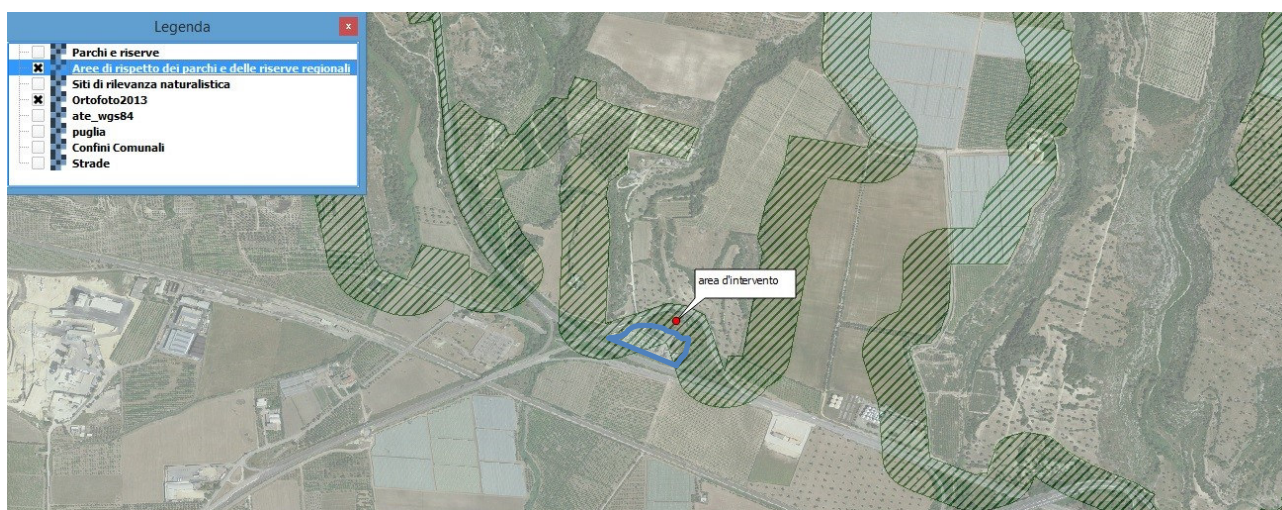 Legenda
Parchi e riserve
Aree di rispetto dei parchi e delle riserve regionali
Siti di rilevanza naturalistica
Ortofoto2013
ate_wgs84
puglia
Confini Comunali
Strade
area d'intervento